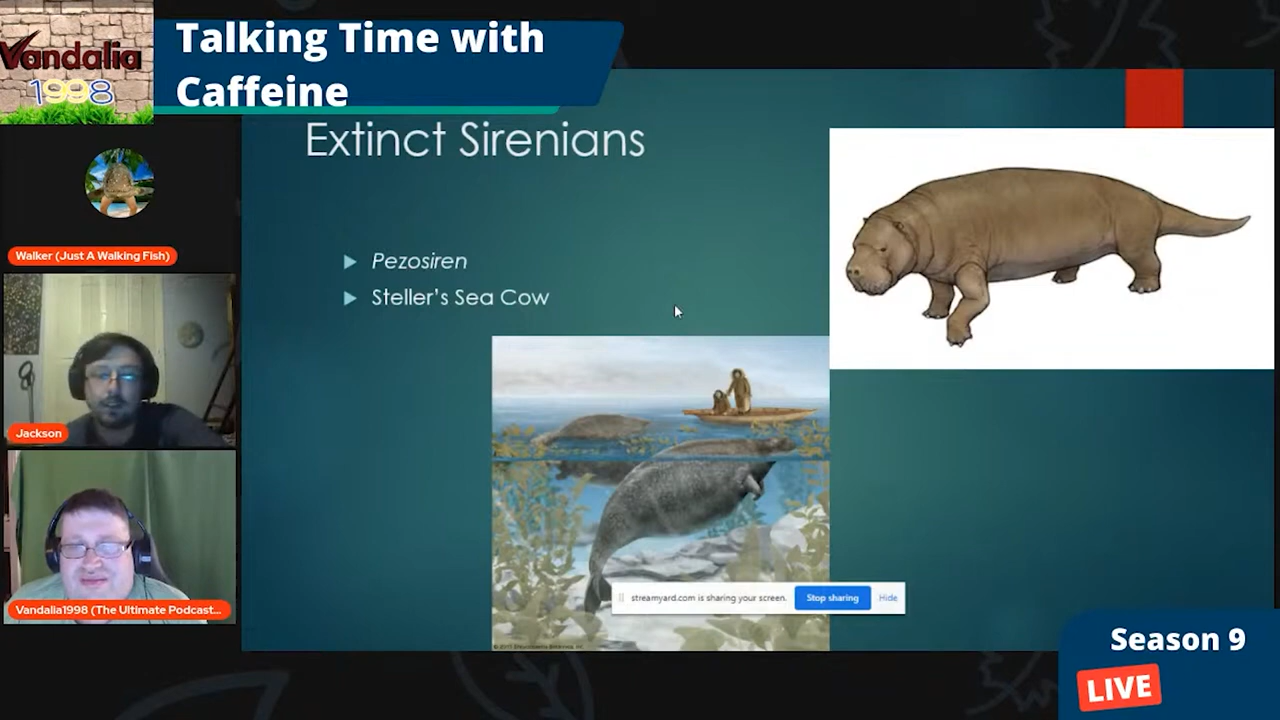 Vandalia
1998
Talking Time with
Caffeine
Extinct Sirenians
Pezosiren
Steller's Sea Cow
Walker (Just A Walking Fish)
Jackson
Vandalia1998 (The Ultimate Podcast...
streamyard.com is sharing your screen.
Stop sharing
Hide
Season 9
LIVE